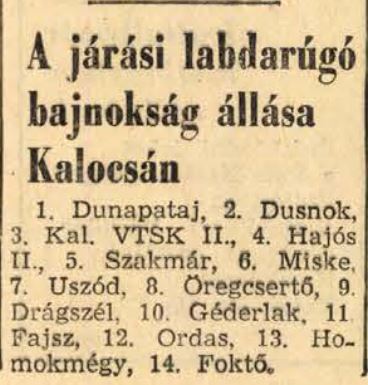 A járási labdarúgó
bajnokság állása
Kalocsán
1. Dunapataj, 2. Dusnok,
3. Kal. VTSK II., 4. Hajós
II., 5. Szakmár, 6. Miske,
7. Uszód, 8. Öregcsertő, 9.
Drágszél, 10. Géderlak, 11
Fajsz, 12. Ordas, 13. Ho-
mokmégy, 14. Foktő.